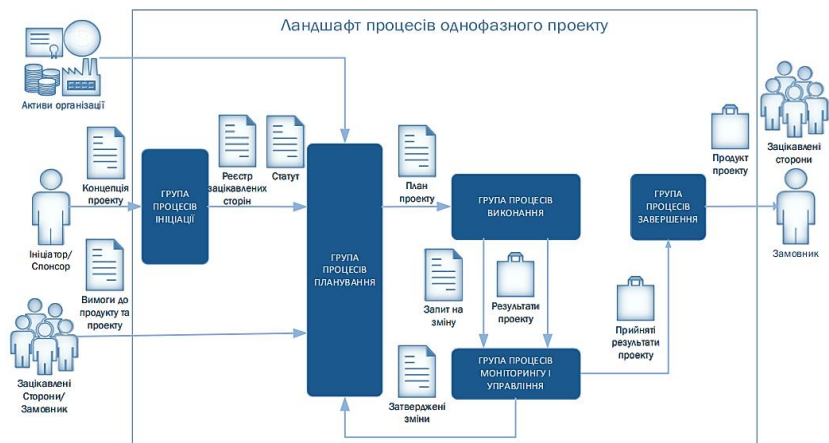 Ландшафт процесів однофазного проекту
Активи організації
Концепція
проекту
Реєстр
зацікавлених
сторін
Статут
План
проекту
Продукт
проекту
Зацікавлені
сторони
ГРУПА
ПРОЦЕСІВ
ІНІЦІАЦІЇ
ГРУПА
ПРОЦЕСІВ
ПЛАНУВАННЯ
ГРУПА ПРОЦЕСІВ
ВИКОНАННЯ
ГРУПА
ПРОЦЕСІВ
ЗАВЕРШЕННЯ
Ініціатор/
Спонсор
Замовник
Вимоги до
продукту та
проекту
Запит на
зміну
Результати
проекту
Прийняті
результати
проекту
ГРУПА ПРОЦЕСІВ
МОНІТОРИНГУ І
УПРАВЛІННЯ
Зацікавлені
Сторони/
Замовник
Затверджені
зміни